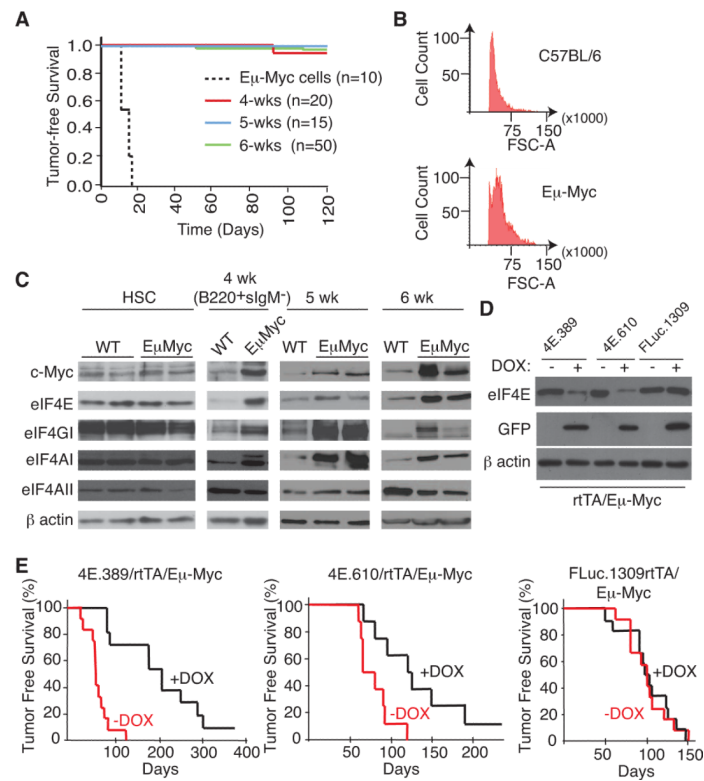 A
Tumor-free Survival
1.0
0.8
0.6
0.4
0.2
0.0
Eμ-Myc cells (n=10)
4-wks (n=20)
5-wks (n=15)
6-wks (n=50)
0 20 40 60 80 100 120
Time (Days)
B
Cell Count
100
50
C57BL/6
75 150 (x1000)
FSC-A
Cell Count
100
50
Eμ-Myc
75 150 (x1000)
FSC-A
C
HSC
4 wk
(B220+sIgM-)
5 wk
6 wk
WT EμMyc WT EμMyc WT EμMyc WT EμMyc
c-Myc
eIF4E
eIF4GI
eIF4AI
eIF4AII
β actin
D
4E.389 4E.610 FLuc.1309
DOX: - + - + - +
eIF4E
GFP
β actin
rtTA/Eμ-Myc
E
4E.389/rtTA/Eμ-Myc
Tumor Free Survival (%)
100
80
60
40
20
+DOX
-DOX
100 200 300 400
Days
4E.610/rtTA/Eμ-Myc
Tumor Free Survival (%)
100
80
60
40
20
+DOX
-DOX
50 100 150 200
Days
FLuc.1309rtTA/
Eμ-Myc
Tumor Free Survival (%)
100
80
60
40
20
+DOX
-DOX
50 100 150
Days